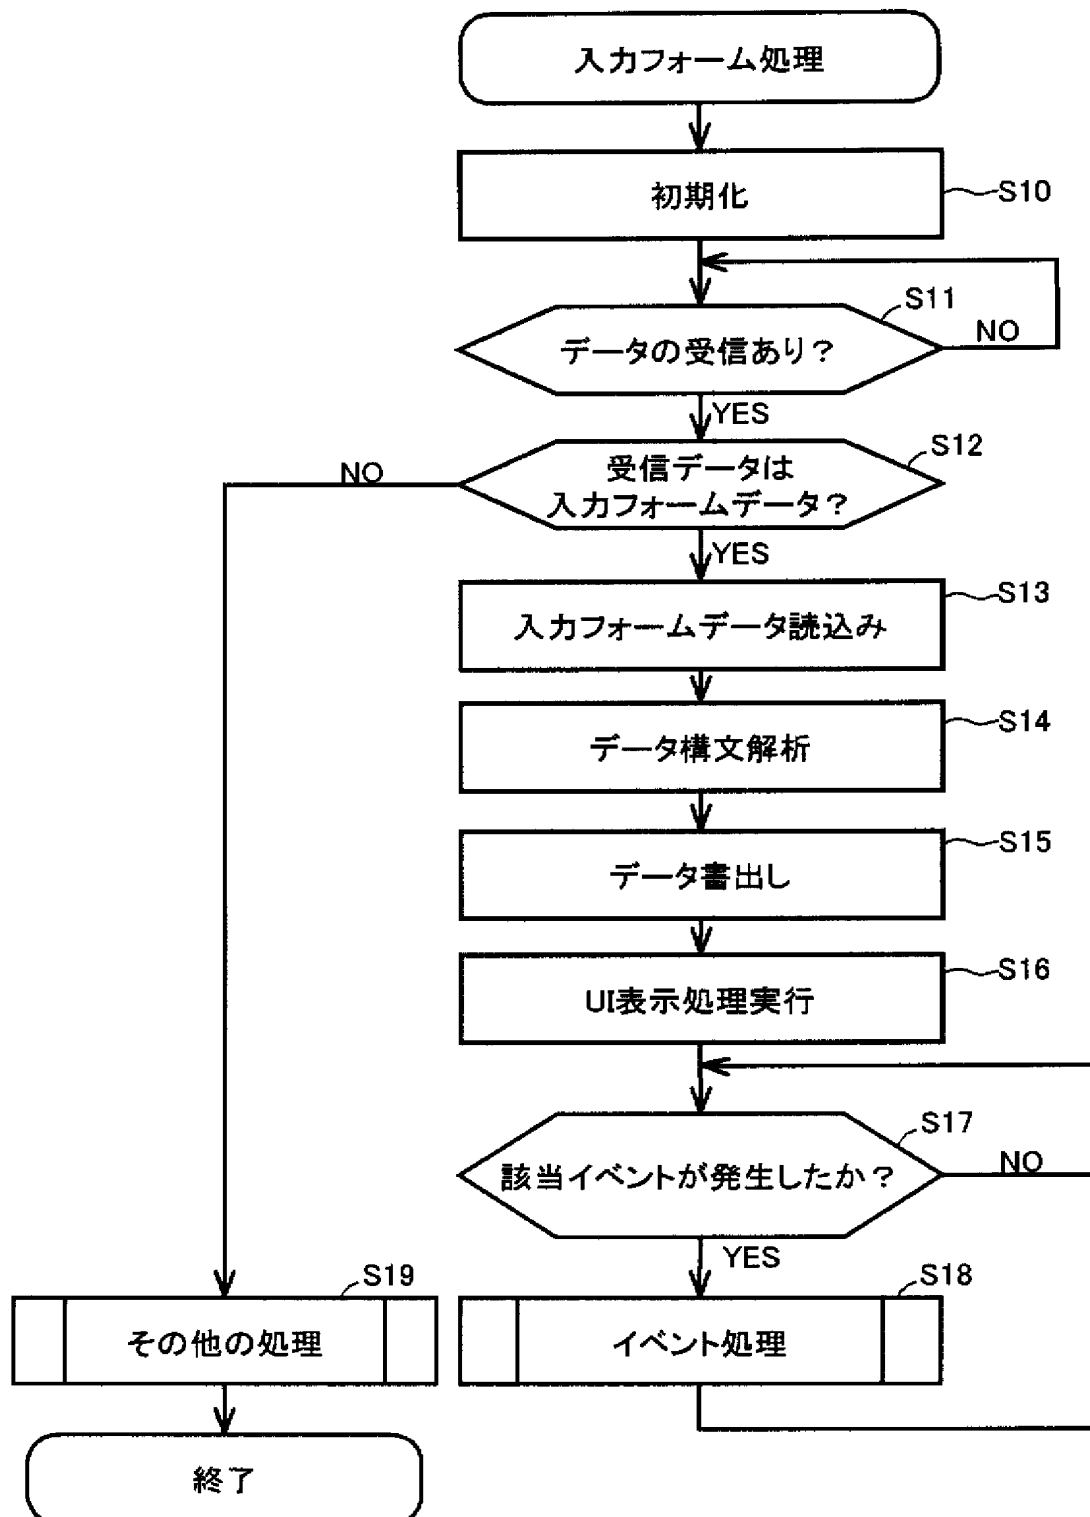 入力フォーム処理
初期化
S10
S11
データの受信あり?
NO
YES
S12
NO
受信データは
入力フォームデータ?
YES
S13
入力フォームデータ読込み
S14
データ構文解析
S15
データ書出し
S16
UI表示処理実行
S17
該当イベントが発生したか?
NO
YES
S19
S18
その他の処理
イベント処理
終了